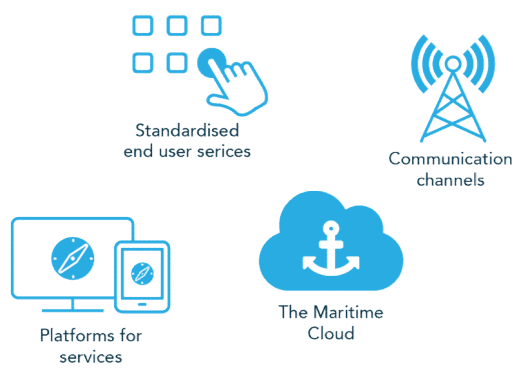 Standardised
end user serices
Communication
channels
The Maritime
Cloud
Platforms for
services